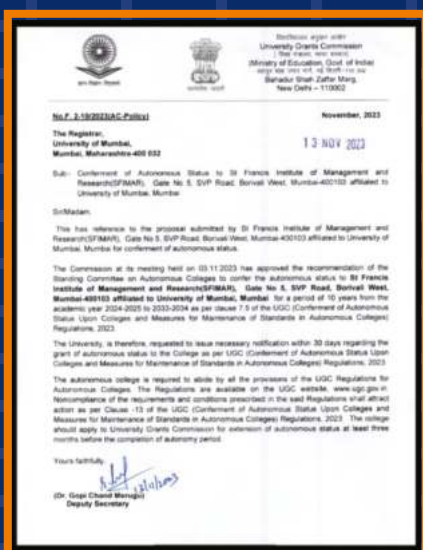 University Grants Commission
(Ministry of Education, Govt. of India)
Bahadur Shah Zaffar Marg,
New Delhi – 110002
No.F. 2-10/2023(AC-Policy)
November, 2023
The Registrar,
University of Mumbai,
Mumbai, Maharashtra-400 032
13 NOV 2023
Sub:- Conferment of Autonomous Status to St Francis Institute of Management and
Research(SFIMAR), Gate No 5, SVP Road, Borivali West, Mumbai-400103 affiliated to
University of Mumbai, Mumbai
Sir/Madam,
This has reference to the proposal submitted by St Francis Institute of Management and
Research(SFIMAR), Gate No 5, SVP Road, Borivali West, Mumbai-400103 affiliated to University of
Mumbai, Mumbai for conferment of autonomous status.
The Commission at its meeting held on 03.11.2023 has approved the recommendation of the
Standing Committee on Autonomous Colleges to confer the autonomous status to St Francis
Institute of Management and Research(SFIMAR), Gate No 5, SVP Road, Borivali West,
Mumbai-400103 affiliated to University of Mumbai, Mumbai for a period of 10 years from the
academic year 2024-2025 to 2033-2034 as per clause 7.5 of the UGC (Conferment of Autonomous
Status Upon Colleges and Measures for Maintenance of Standards in Autonomous Colleges)
Regulations, 2023.
The University, is therefore, requested to issue necessary notification within 30 days regarding the
grant of autonomous status to the College as per UGC (Conferment of Autonomous Status Upon
Colleges and Measures for Maintenance of Standards in Autonomous Colleges) Regulations, 2023.
The autonomous college is required to abide by all the provisions of the UGC Regulations for
Autonomous Colleges. The Regulations are available on the UGC website, www.ugc.gov.in.
Noncompliance of the requirements and conditions prescribed in the said Regulations shall attract
action as per Clause -13 of the UGC (Conferment of Autonomous Status Upon Colleges and
Measures for Maintenance of Standards in Autonomous Colleges) Regulations, 2023. The college
should apply to University Grants Commission for extension of autonomous status at least three
months before the completion of autonomy period.
Yours faithfully,
(Dr. Gopi Chand Merugu)
Deputy Secretary